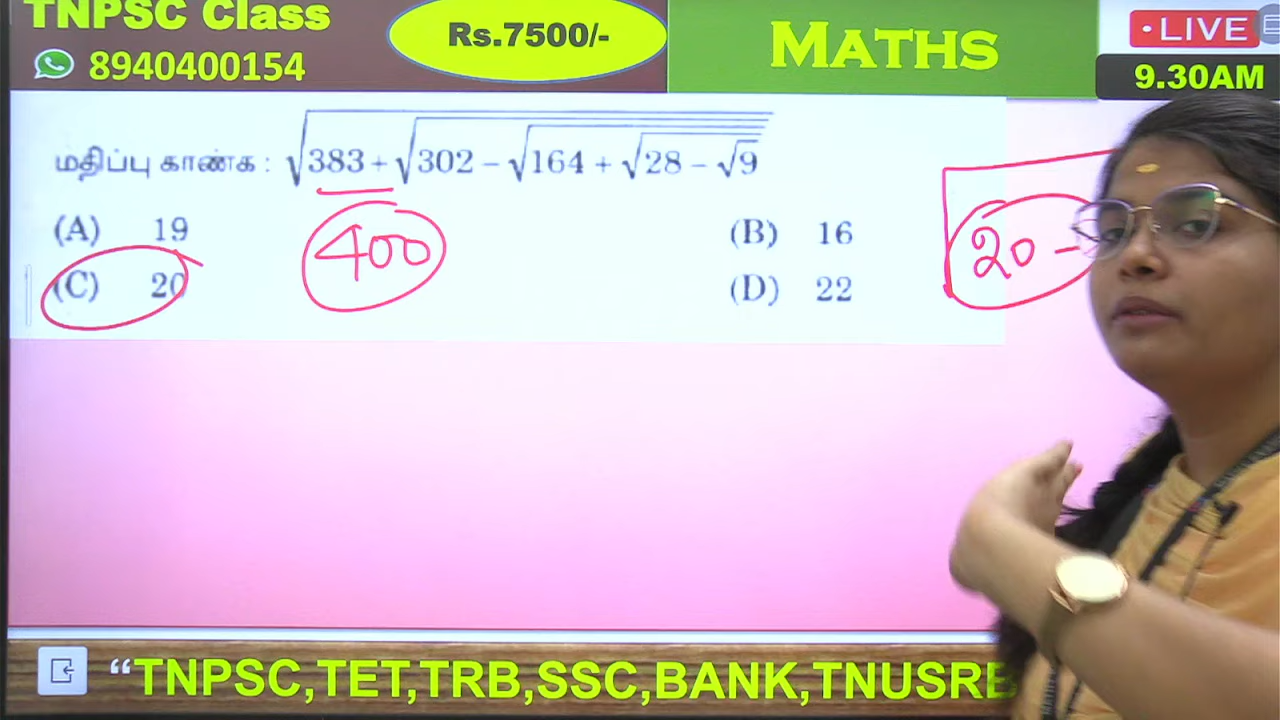 TNPSC Class
8940400154
Rs.7500/-
MATHS
• LIVE
9.30AM
மதிப்பு காண்க : √383 + √302 − √164 + √28 − √9
(A) 19
(B) 16
(C) 20
(D) 22
400
20 −
“TNPSC,TET,TRB,SSC,BANK,TNUSRB